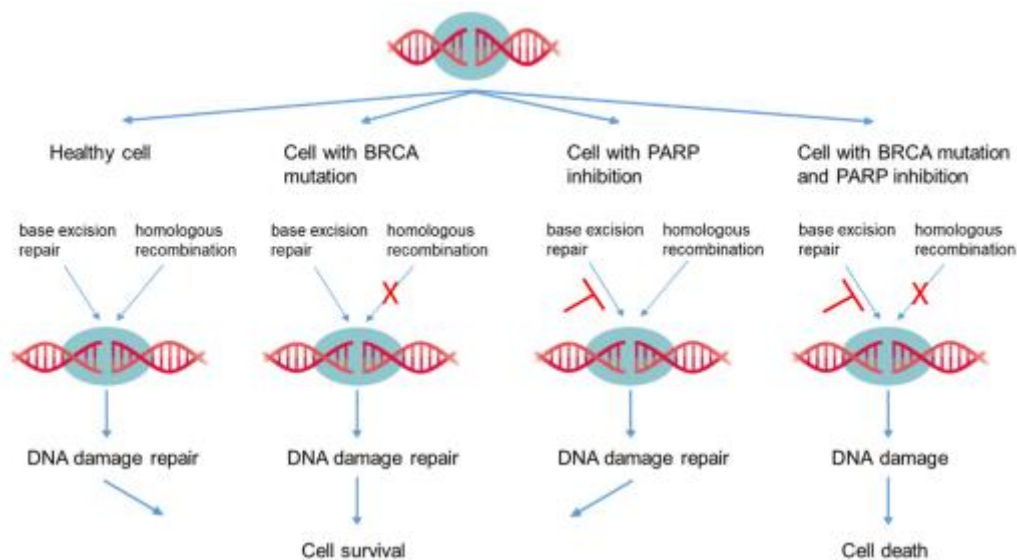 Healthy cell
Cell with BRCA
mutation
Cell with PARP
inhibition
Cell with BRCA mutation
and PARP inhibition
base excision
repair
homologous
recombination
base excision
repair
homologous
recombination
base excision
repair
homologous
recombination
base excision
repair
homologous
recombination
X
X
DNA damage repair
DNA damage repair
DNA damage repair
DNA damage
Cell survival
Cell death